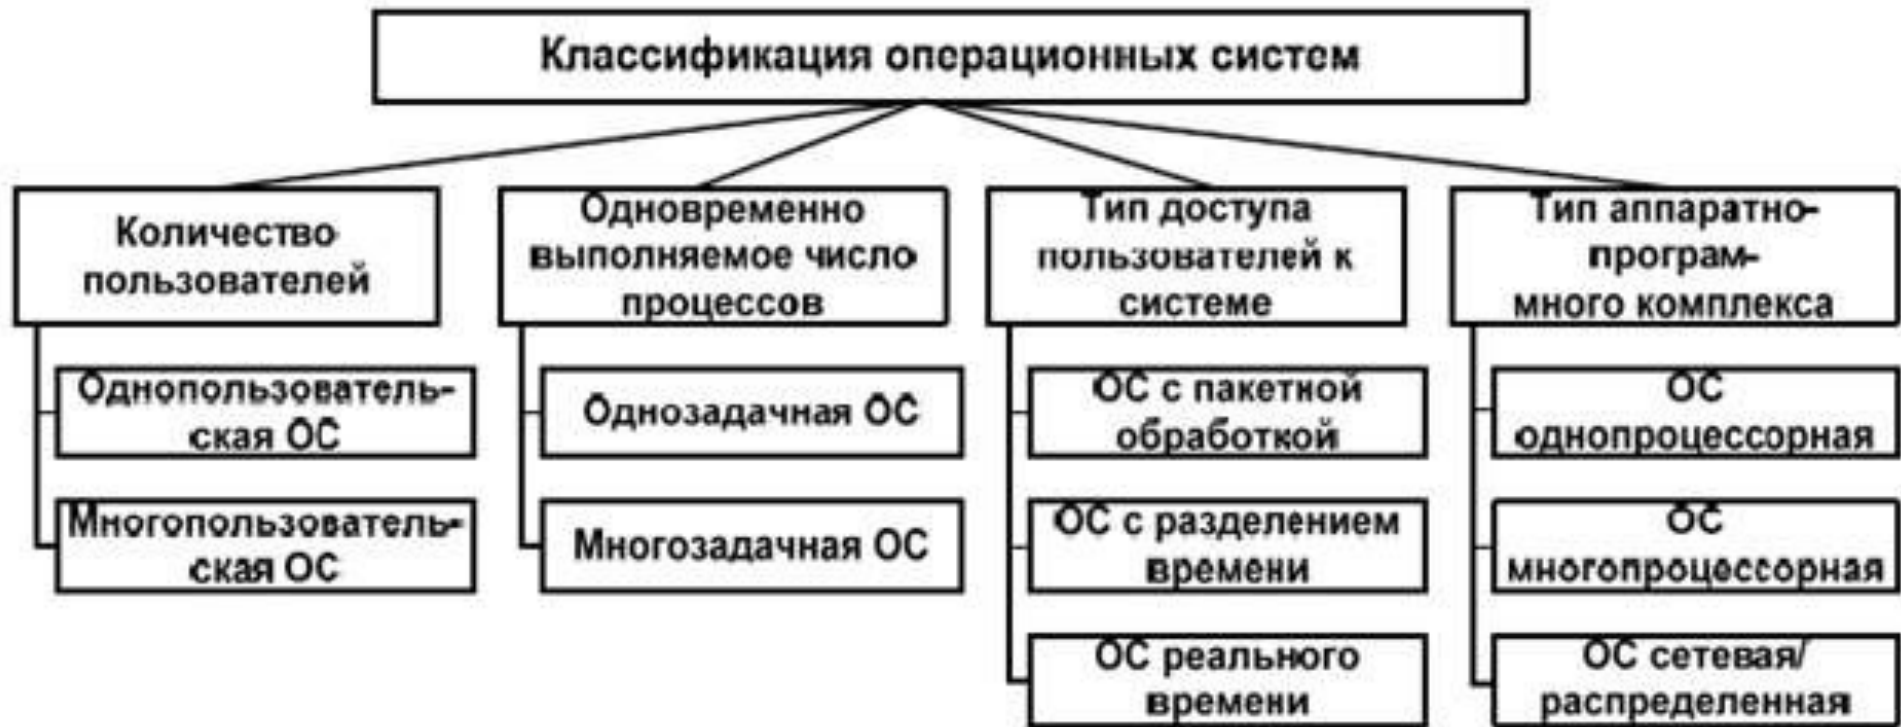 Классификация операционных систем
Количество
пользователей
Однопользователь-
ская ОС
Многопользователь-
ская ОС
Одновременно
выполняемое число
процессов
Однозадачная ОС
Многозадачная ОС
Тип доступа
пользователей к
системе
ОС с пакетной
обработкой
ОС с разделением
времени
ОС реального
времени
Тип аппаратно-
програм-
много комплекса
ОС
однопроцессорная
ОС
многопроцессорная
ОС сетевая/
распределенная